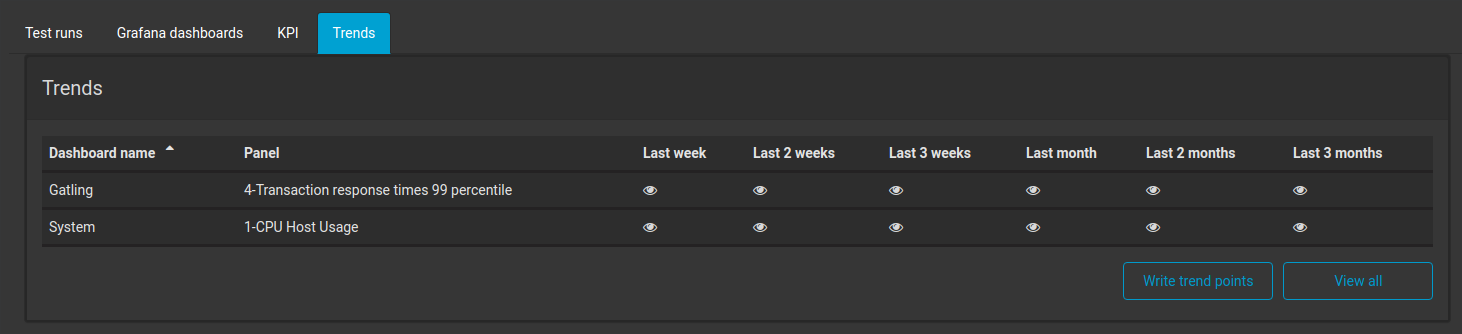 Test runs Grafana dashboards KPI Trends
Trends
Dashboard name Panel Last week Last 2 weeks Last 3 weeks Last month Last 2 months Last 3 months
Gatling 4-Transaction response times 99 percentile
System 1-CPU Host Usage
Write trend points View all